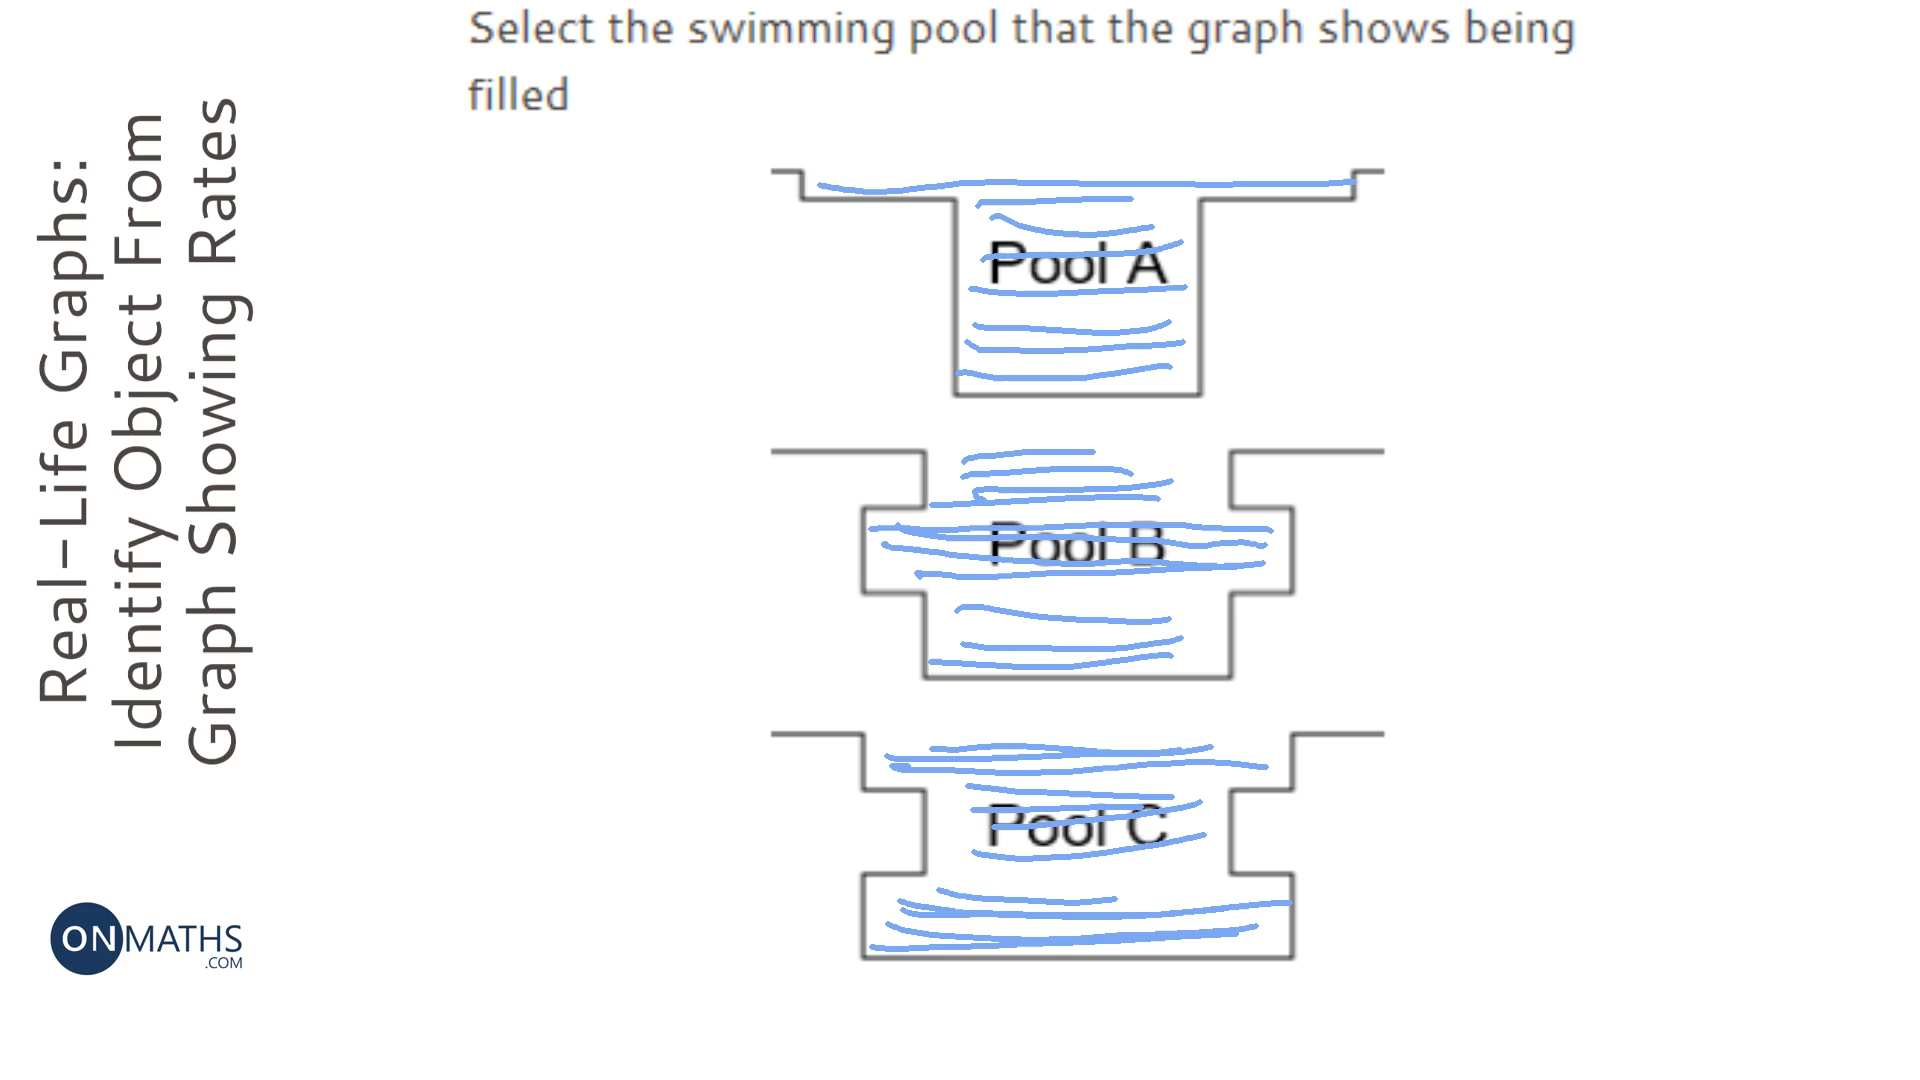 Select the swimming pool that the graph shows being
filled
Real-Life Graphs:
Identify Object From
Graph Showing Rates
Pool A
Pool B
Pool C
ONMATHS
.COM